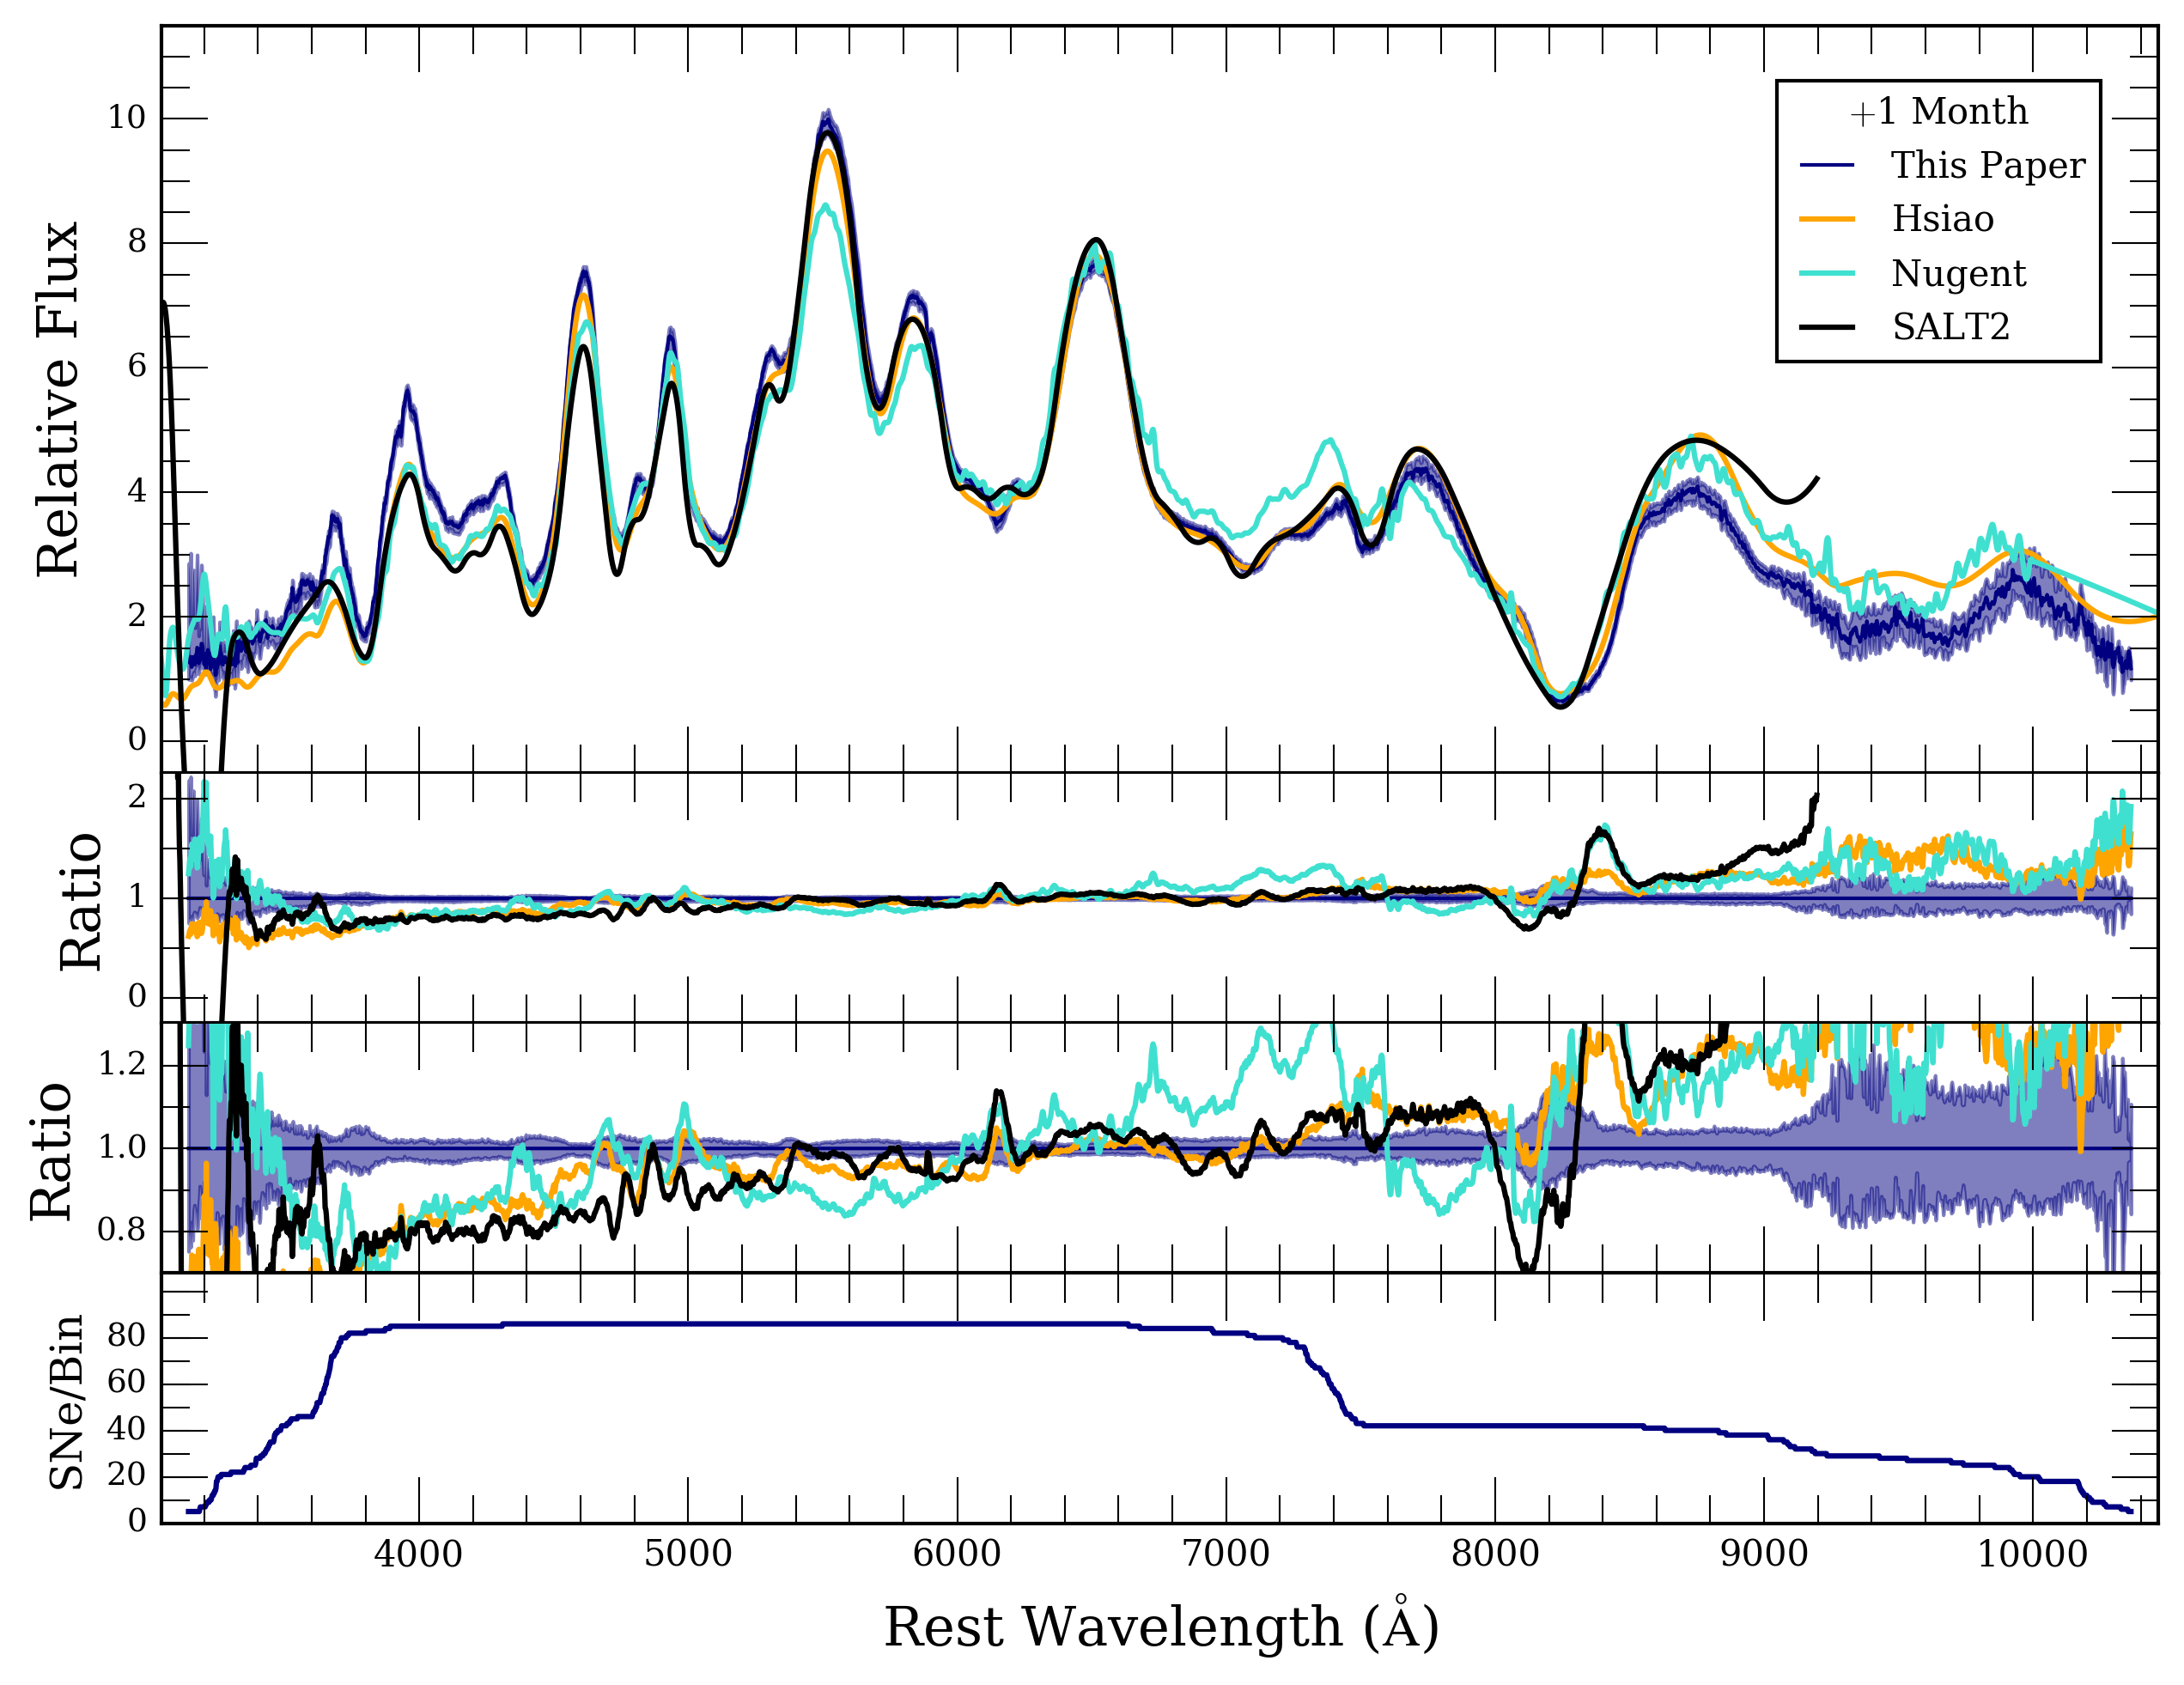 Relative Flux
10
8
6
4
2
0
+1 Month
This Paper
Hsiao
Nugent
SALT2
Ratio
2
1
0
Ratio
1.2
1.0
0.8
SNe/Bin
80
60
40
20
0
4000 5000 6000 7000 8000 9000 10000
Rest Wavelength (Å)